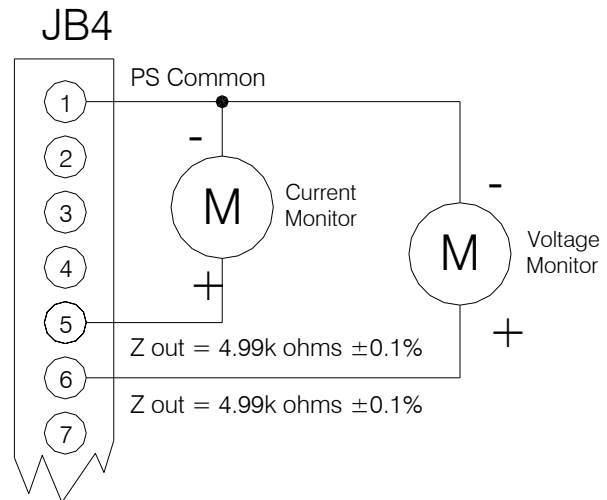 JB4
PS Common
1
2
3
4
5
6
7
-
M
Current
Monitor
+
-
M
Voltage
Monitor
+
Z out = 4.99k ohms ±0.1%
Z out = 4.99k ohms ±0.1%